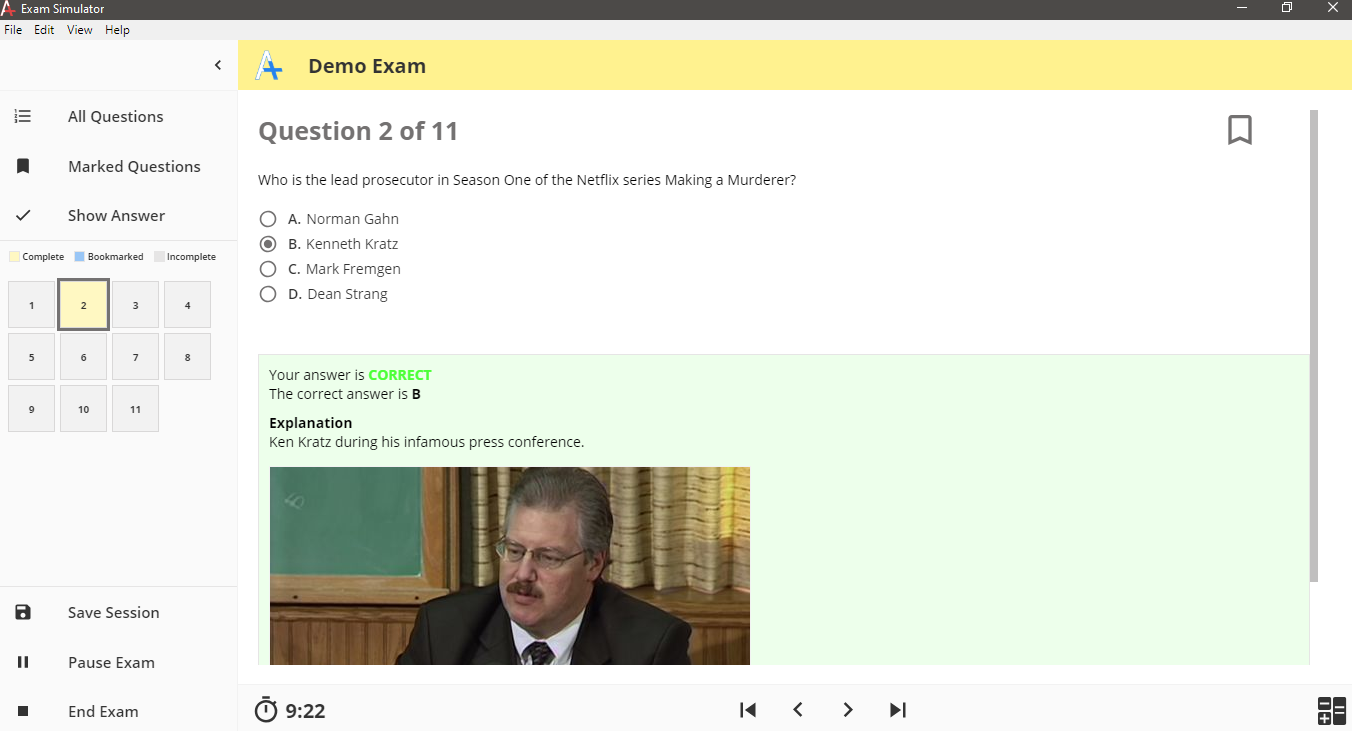 Exam Simulator
File Edit View Help
Demo Exam
All Questions
Marked Questions
Show Answer
Complete Bookmarked Incomplete
1 2 3 4
5 6 7 8
9 10 11
Save Session
Pause Exam
End Exam
Question 2 of 11
Who is the lead prosecutor in Season One of the Netflix series Making a Murderer?
A. Norman Gahn
B. Kenneth Kratz
C. Mark Fremgen
D. Dean Strang
Your answer is CORRECT
The correct answer is B
Explanation
Ken Kratz during his infamous press conference.
9:22